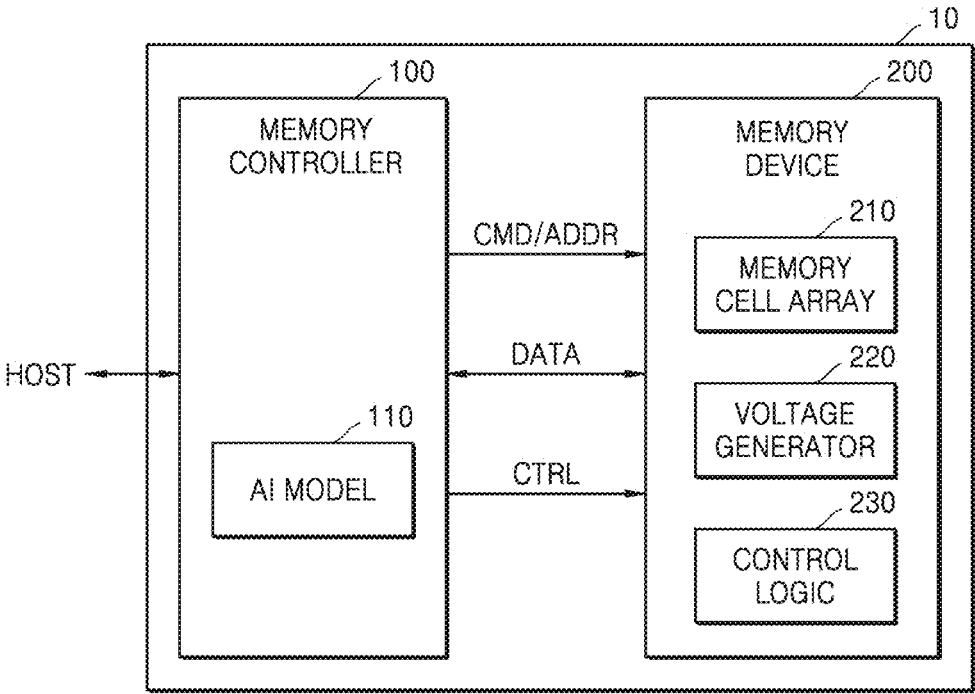 10
100
200
MEMORY
CONTROLLER
MEMORY
DEVICE
CMD/ADDR
210
MEMORY
CELL ARRAY
HOST
DATA
220
VOLTAGE
GENERATOR
110
AI MODEL
CTRL
230
CONTROL
LOGIC